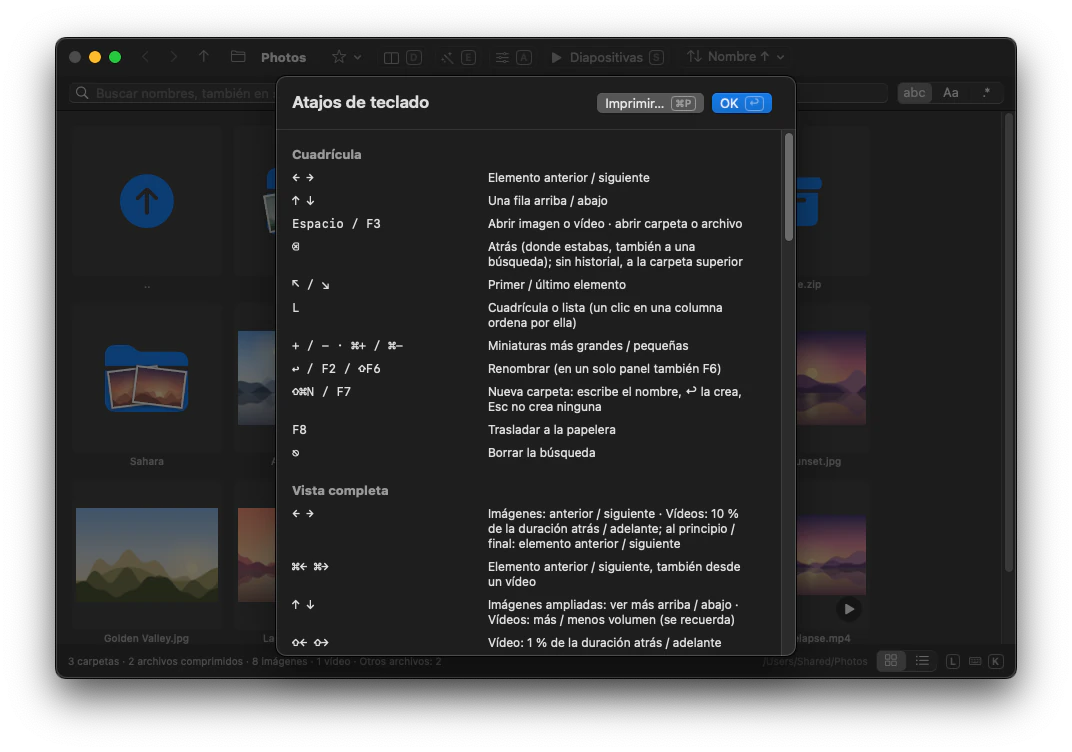 Photos
D
E
A
Diapositivas S
Nombre
Buscar nombres, también en s
abc
Aa
.*
Atajos de teclado
Imprimir... ⌘P
OK ↩
Cuadrícula
← → Elemento anterior / siguiente
↑ ↓ Una fila arriba / abajo
Espacio / F3 Abrir imagen o vídeo · abrir carpeta o archivo
⌫ Atrás (donde estabas, también a una
búsqueda); sin historial, a la carpeta superior
↖ / ↘ Primer / último elemento
L Cuadrícula o lista (un clic en una columna
ordena por ella)
+ / − · ⌘+ / ⌘− Miniaturas más grandes / pequeñas
↩ / F2 / ⇧F6 Renombrar (en un solo panel también F6)
⇧⌘N / F7 Nueva carpeta: escribe el nombre, ↩ la crea,
Esc no crea ninguna
F8 Trasladar a la papelera
⎋ Borrar la búsqueda
Vista completa
← → Imágenes: anterior / siguiente · Vídeos: 10 %
de la duración atrás / adelante; al principio /
final: elemento anterior / siguiente
⌘← ⌘→ Elemento anterior / siguiente, también desde
un vídeo
↑ ↓ Imágenes ampliadas: ver más arriba / abajo ·
Vídeos: más / menos volumen (se recuerda)
⇧← ⇧→ Vídeo: 1 % de la duración atrás / adelante
..
e.zip
Sahara
A
unset.jpg
Golden Valley.jpg
La
elapse.mp4
3 carpetas · 2 archivos comprimidos · 8 imágenes · 1 vídeo · Otros archivos: 2
/Users/Shared/Photos
L
K